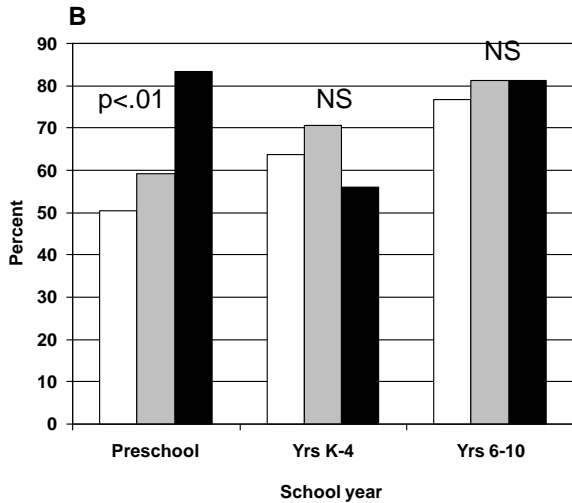 B
90
80
70
60
50
40
30
20
10
0
Percent
p<.01
NS
NS
Preschool
Yrs K-4
Yrs 6-10
School year